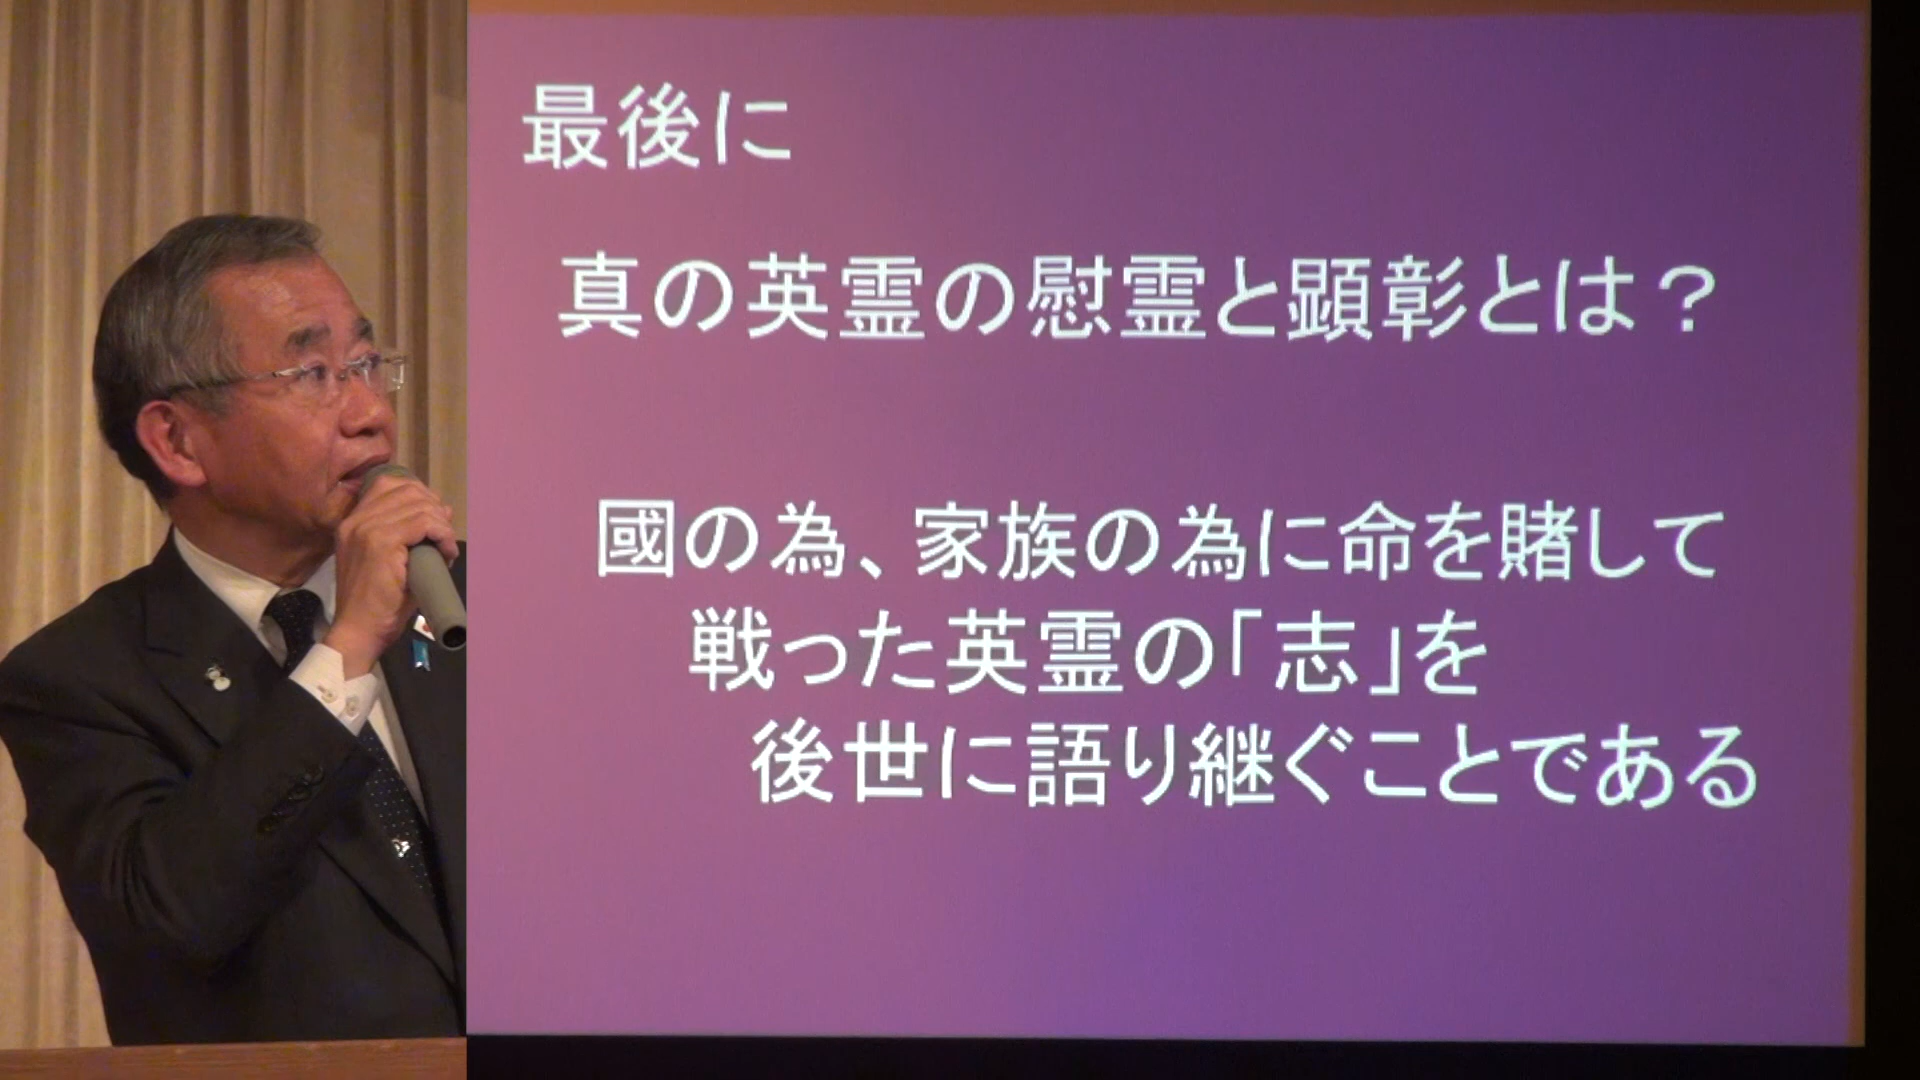 最後に
真の英霊の慰霊と顕彰とは？
國の為、家族の為に命を賭して
戦った英霊の「志」を
後世に語り継ぐことである